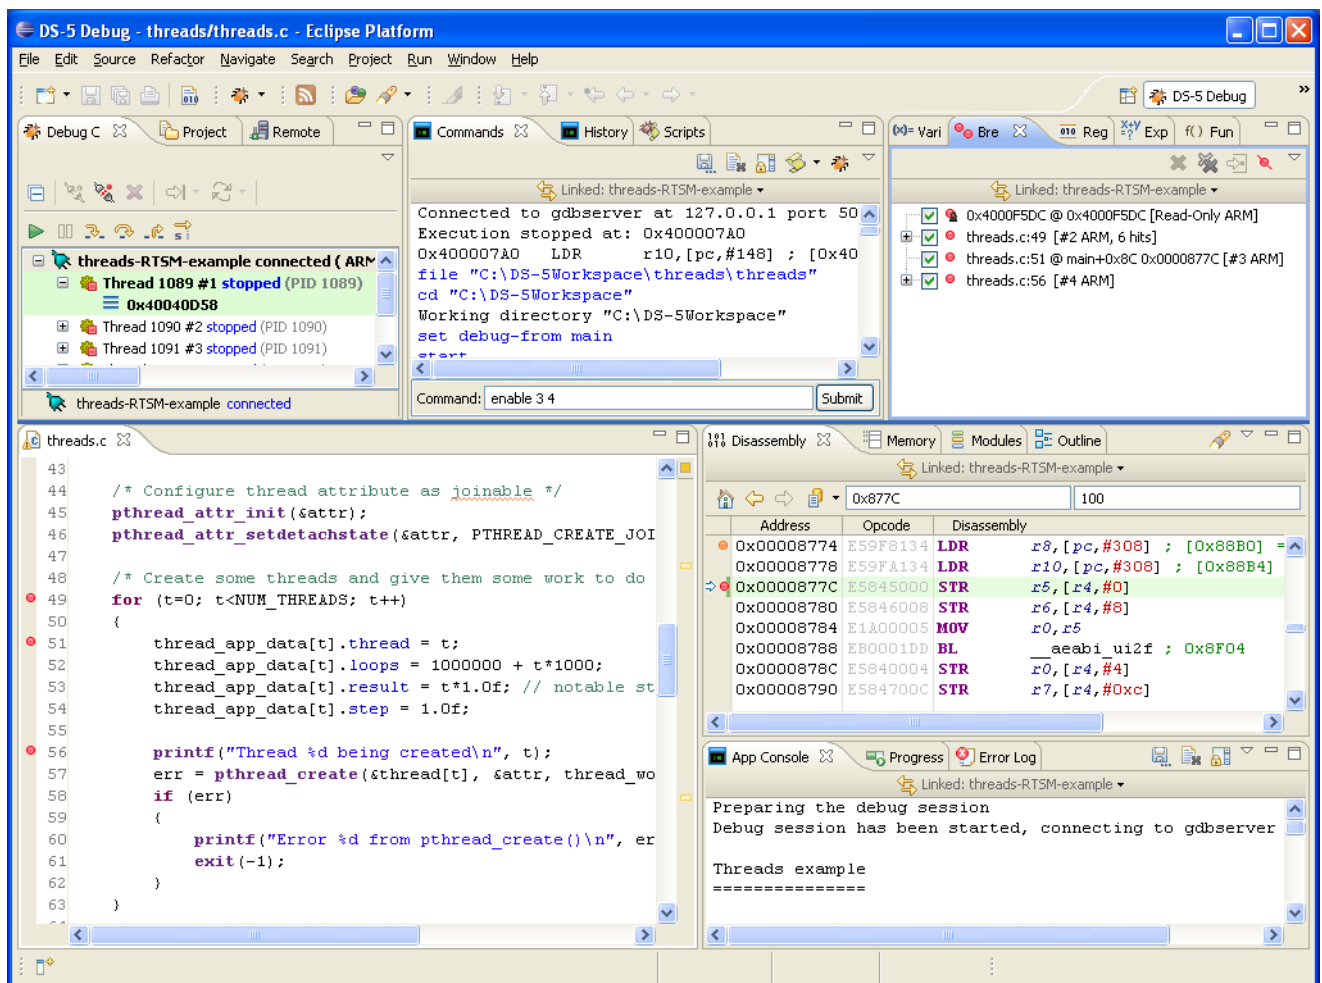 DS-5 Debug - threads/threads.c - Eclipse Platform
File Edit Source Refactor Navigate Search Project Run Window Help
DS-5 Debug
Debug C Project Remote
threads-RTSM-example connected ( ARM
Thread 1089 #1 stopped (PID 1089)
0x40040D58
Thread 1090 #2 stopped (PID 1090)
Thread 1091 #3 stopped (PID 1091)
threads-RTSM-example connected
Commands History Scripts
Linked: threads-RTSM-example
Connected to gdbserver at 127.0.0.1 port 50
Execution stopped at: 0x400007A0
0x400007A0 LDR r10,[pc,#148] ; [0x40
file "C:\DS-5Workspace\threads\threads"
cd "C:\DS-5Workspace"
Working directory "C:\DS-5Workspace"
set debug-from main
start
Command: enable 3 4 Submit
(x)= Vari Bre Reg Exp f() Fun
Linked: threads-RTSM-example
0x4000F5DC @ 0x4000F5DC [Read-Only ARM]
threads.c:49 [#2 ARM, 6 hits]
threads.c:51 @ main+0x8C 0x0000877C [#3 ARM]
threads.c:56 [#4 ARM]
threads.c
43
44 /* Configure thread attribute as joinable */
45 pthread_attr_init(&attr);
46 pthread_attr_setdetachstate(&attr, PTHREAD_CREATE_JOI
47
48 /* Create some threads and give them some work to do
49 for (t=0; t<NUM_THREADS; t++)
50 {
51 thread_app_data[t].thread = t;
52 thread_app_data[t].loops = 1000000 + t*1000;
53 thread_app_data[t].result = t*1.0f; // notable st
54 thread_app_data[t].step = 1.0f;
55
56 printf("Thread %d being created\n", t);
57 err = pthread_create(&thread[t], &attr, thread_wo
58 if (err)
59 {
60 printf("Error %d from pthread_create()\n", er
61 exit(-1);
62 }
63 }
Disassembly Memory Modules Outline
Linked: threads-RTSM-example
0x877C 100
Address Opcode Disassembly
0x00008774 E59F8134 LDR r8,[pc,#308] ; [0x88B0] =
0x00008778 E59FA134 LDR r10,[pc,#308] ; [0x88B4]
0x0000877C E5845000 STR r5,[r4,#0]
0x00008780 E5846008 STR r6,[r4,#8]
0x00008784 E1A00005 MOV r0,r5
0x00008788 EB0001DD BL __aeabi_ui2f ; 0x8F04
0x0000878C E5840004 STR r0,[r4,#4]
0x00008790 E584700C STR r7,[r4,#0xc]
App Console Progress Error Log
Linked: threads-RTSM-example
Preparing the debug session
Debug session has been started, connecting to gdbserver
Threads example
===============